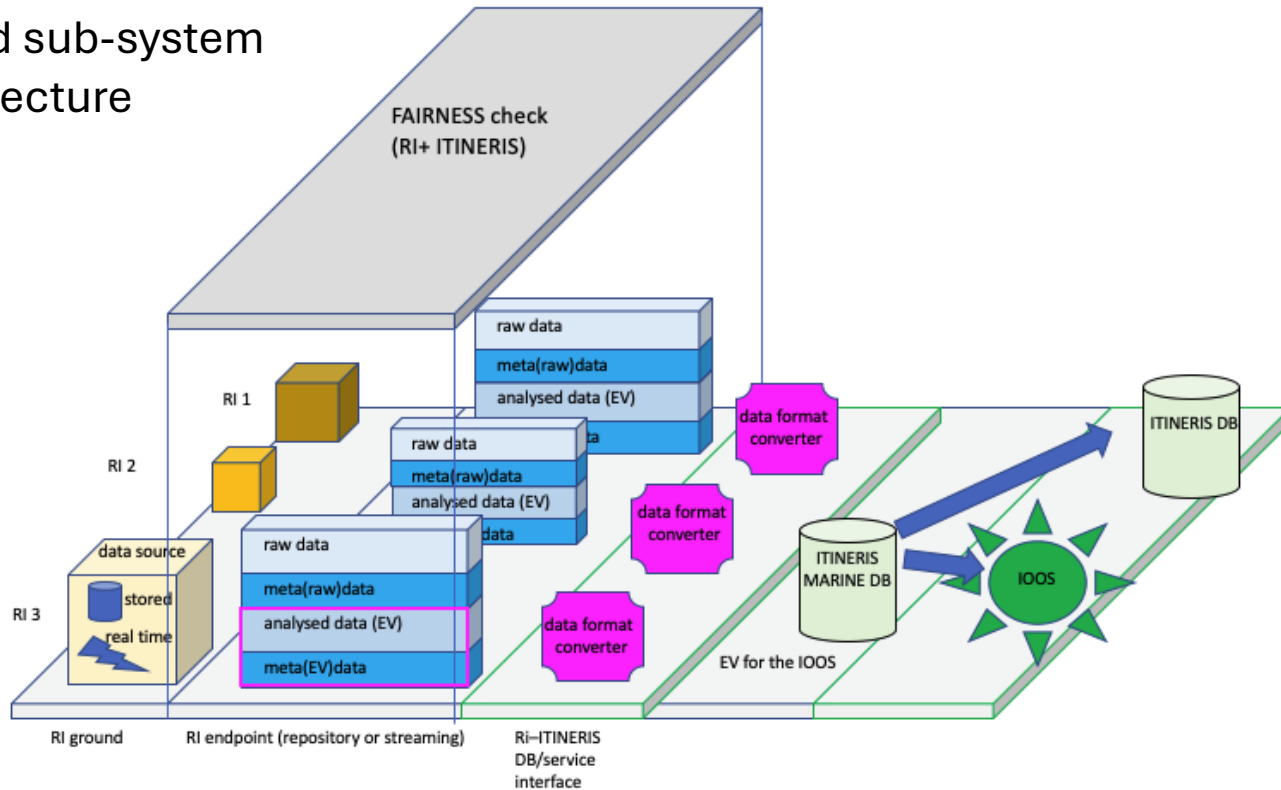 d sub-system
ecture
FAIRNESS check
(RI+ ITINERIS)
raw data
meta(raw)data
analysed data (EV)
ta
RI 1
raw data
meta(raw)data
analysed data (EV)
data
RI 2
data source
stored
real time
RI 3
raw data
meta(raw)data
analysed data (EV)
meta(EV)data
data format
converter
data format
converter
data format
converter
ITINERIS
MARINE DB
ITINERIS DB
IOOS
EV for the IOOS
RI ground
RI endpoint (repository or streaming)
Ri–ITINERIS
DB/service
interface